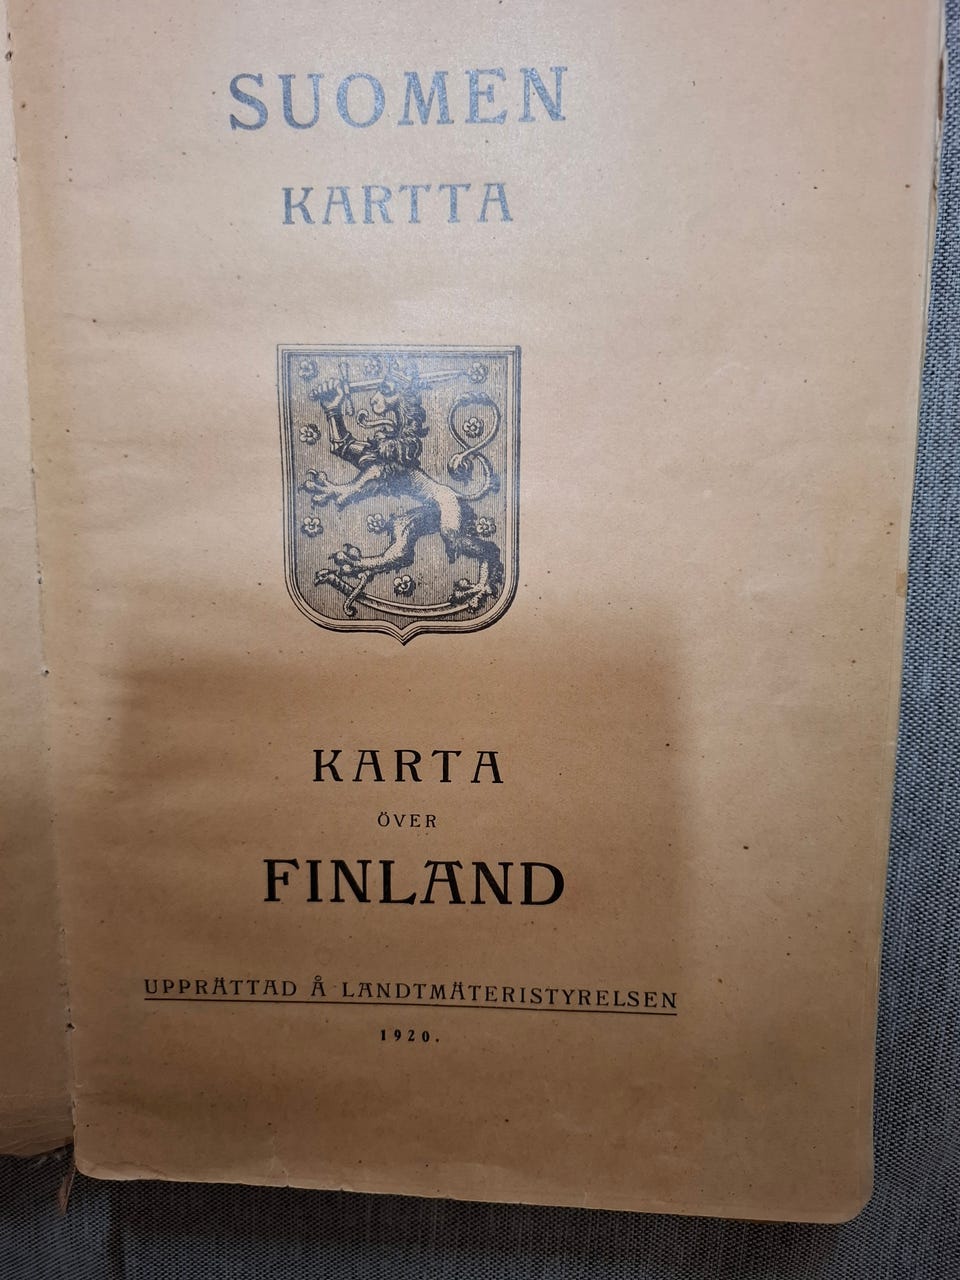 SUOMEN
KARTTA
KARTA
ÖVER
FINLAND
UPPRÄTTAD Å LANDTMÄTERISTYRELSEN
1920.